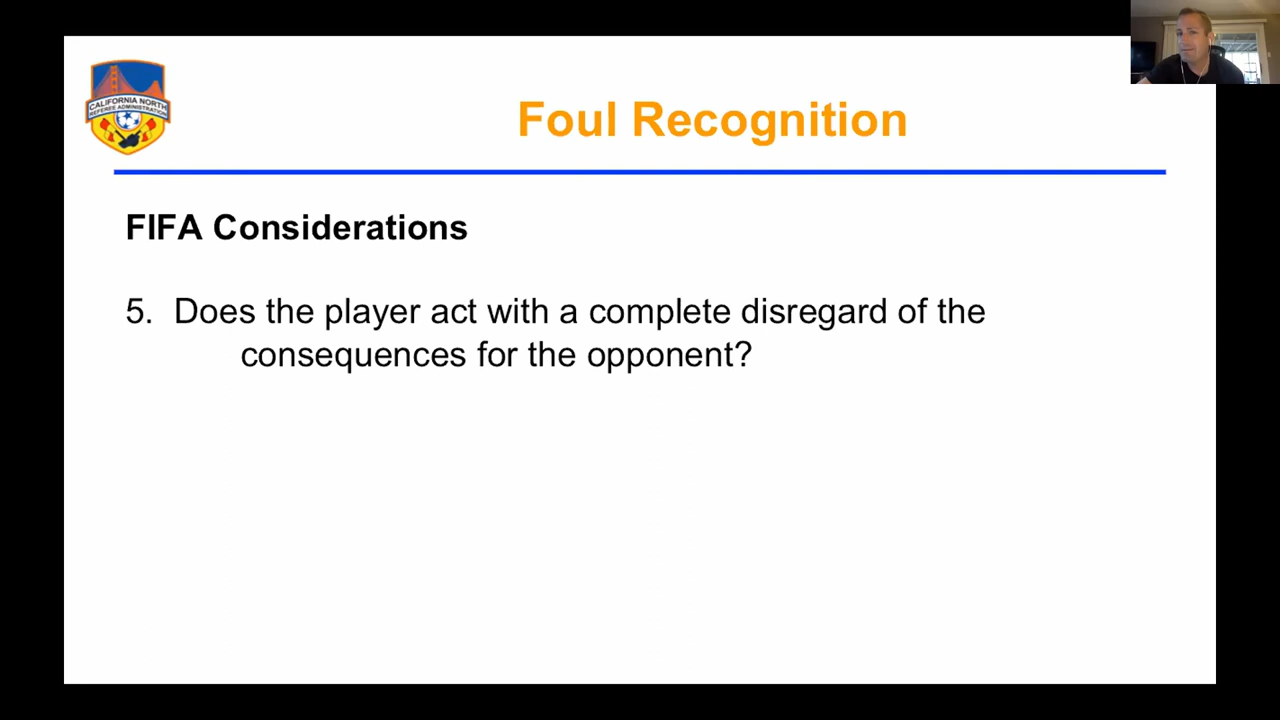 CALIFORNIA NORTH
REFEREE ADMINISTRATION
Foul Recognition
FIFA Considerations
5. Does the player act with a complete disregard of the
consequences for the opponent?